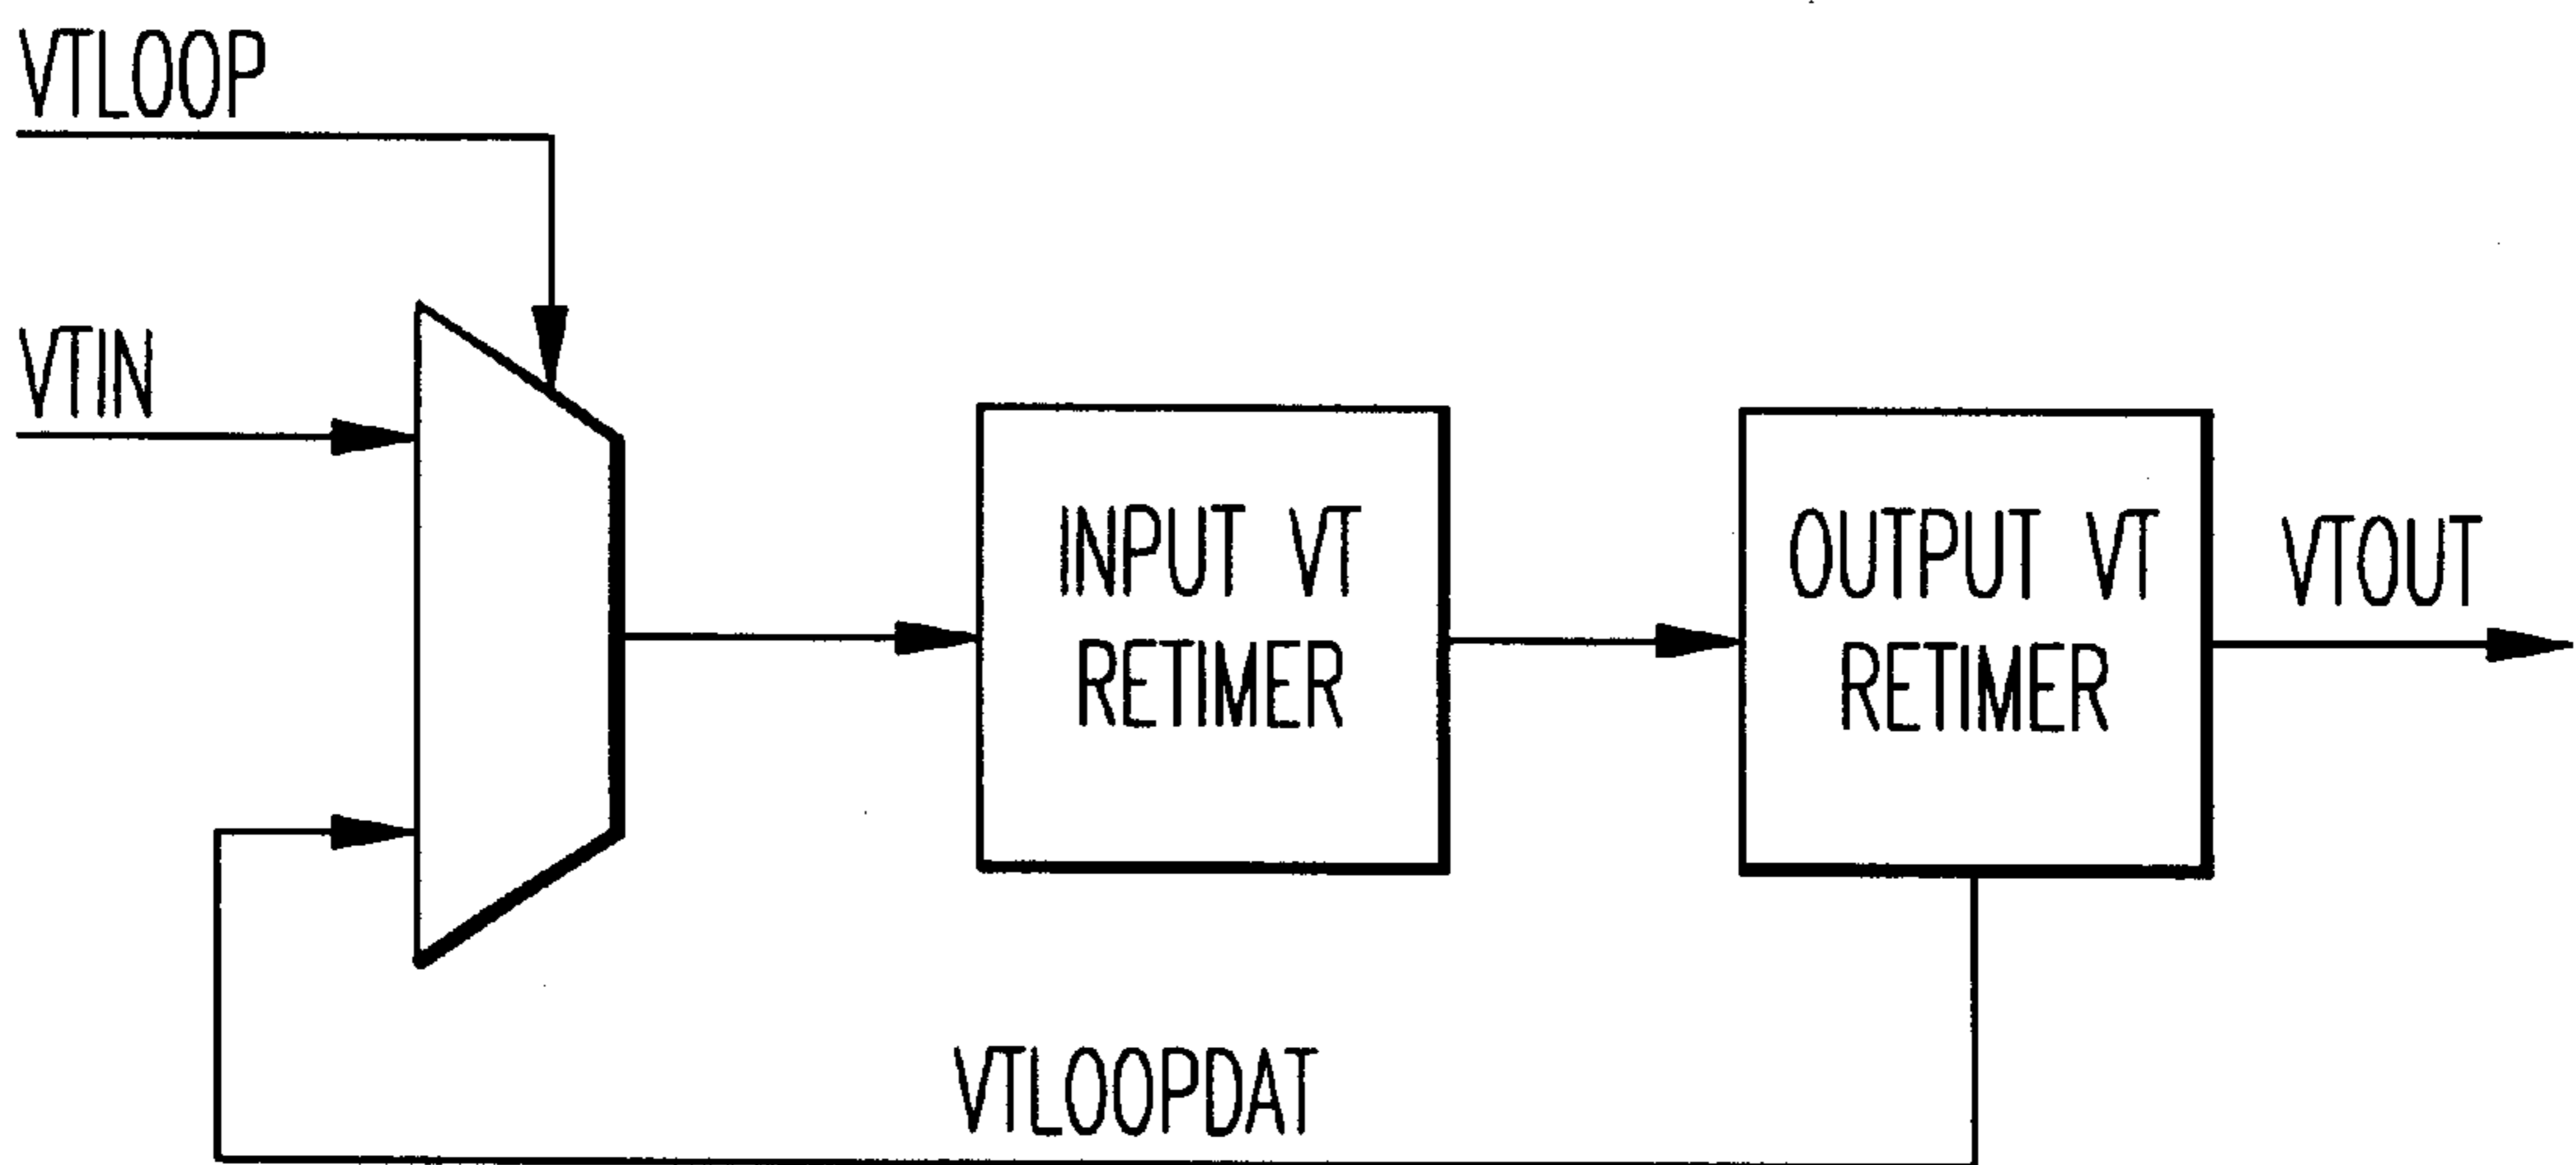 VTLOOP
VTIN
INPUT VT
RETIMER
OUTPUT VT
RETIMER
VTOUT
VTLOOPDAT